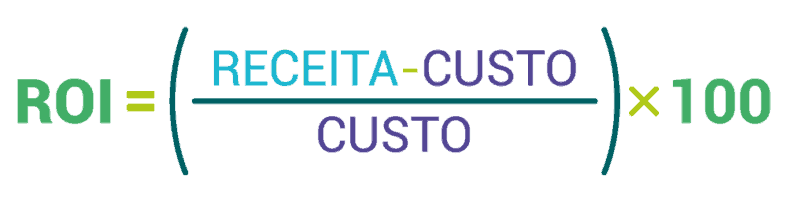 RECEITA-CUSTO
ROI = ( ) × 100
CUSTO